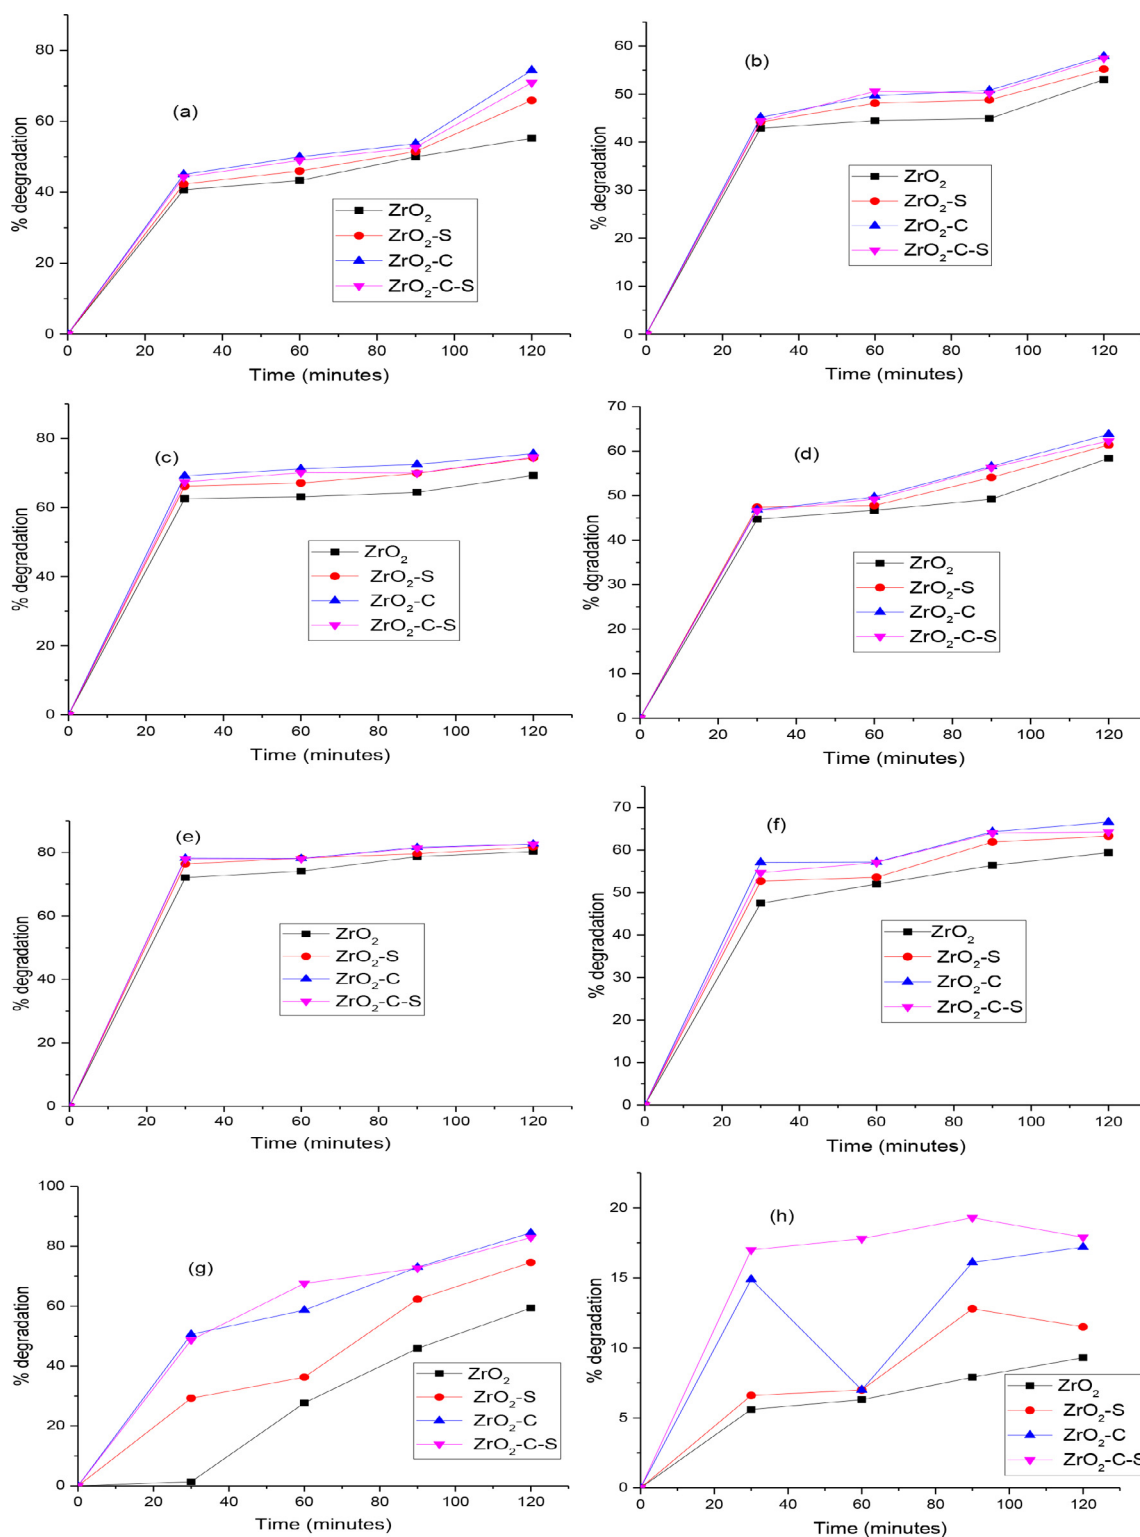 80
60
40
20
0
% deegradation
(a)
ZrO2
ZrO2-S
ZrO2-C
ZrO2-C-S
0 20 40 60 80 100 120
Time (minutes)
60
50
40
30
20
10
0
% degradation
(b)
ZrO2
ZrO2-S
ZrO2-C
ZrO2-C-S
0 20 40 60 80 100 120
Time (minutes)
80
60
40
20
0
% degradation
(c)
ZrO2
ZrO2-S
ZrO2-C
ZrO2-C-S
0 20 40 60 80 100 120
Time (minutes)
70
60
50
40
30
20
10
0
% dgradation
(d)
ZrO2
ZrO2-S
ZrO2-C
ZrO2-C-S
0 20 40 60 80 100 120
Time (minutes)
80
60
40
20
0
% degradation
(e)
ZrO2
ZrO2-S
ZrO2-C
ZrO2-C-S
0 20 40 60 80 100 120
Time (minutes)
70
60
50
40
30
20
10
0
% degradation
(f)
ZrO2
ZrO2-S
ZrO2-C
ZrO2-C-S
0 20 40 60 80 100 120
Time (minutes)
100
80
60
40
20
0
% degradation
(g)
ZrO2
ZrO2-S
ZrO2-C
ZrO2-C-S
0 20 40 60 80 100 120
Time (minutes)
20
15
10
5
0
% degradation
(h)
ZrO2
ZrO2-S
ZrO2-C
ZrO2-C-S
0 20 40 60 80 100 120
Time (minutes)